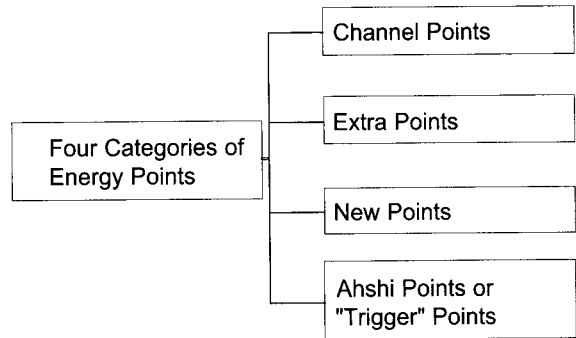 Four Categories of
Energy Points
Channel Points
Extra Points
New Points
Ahshi Points or
"Trigger" Points